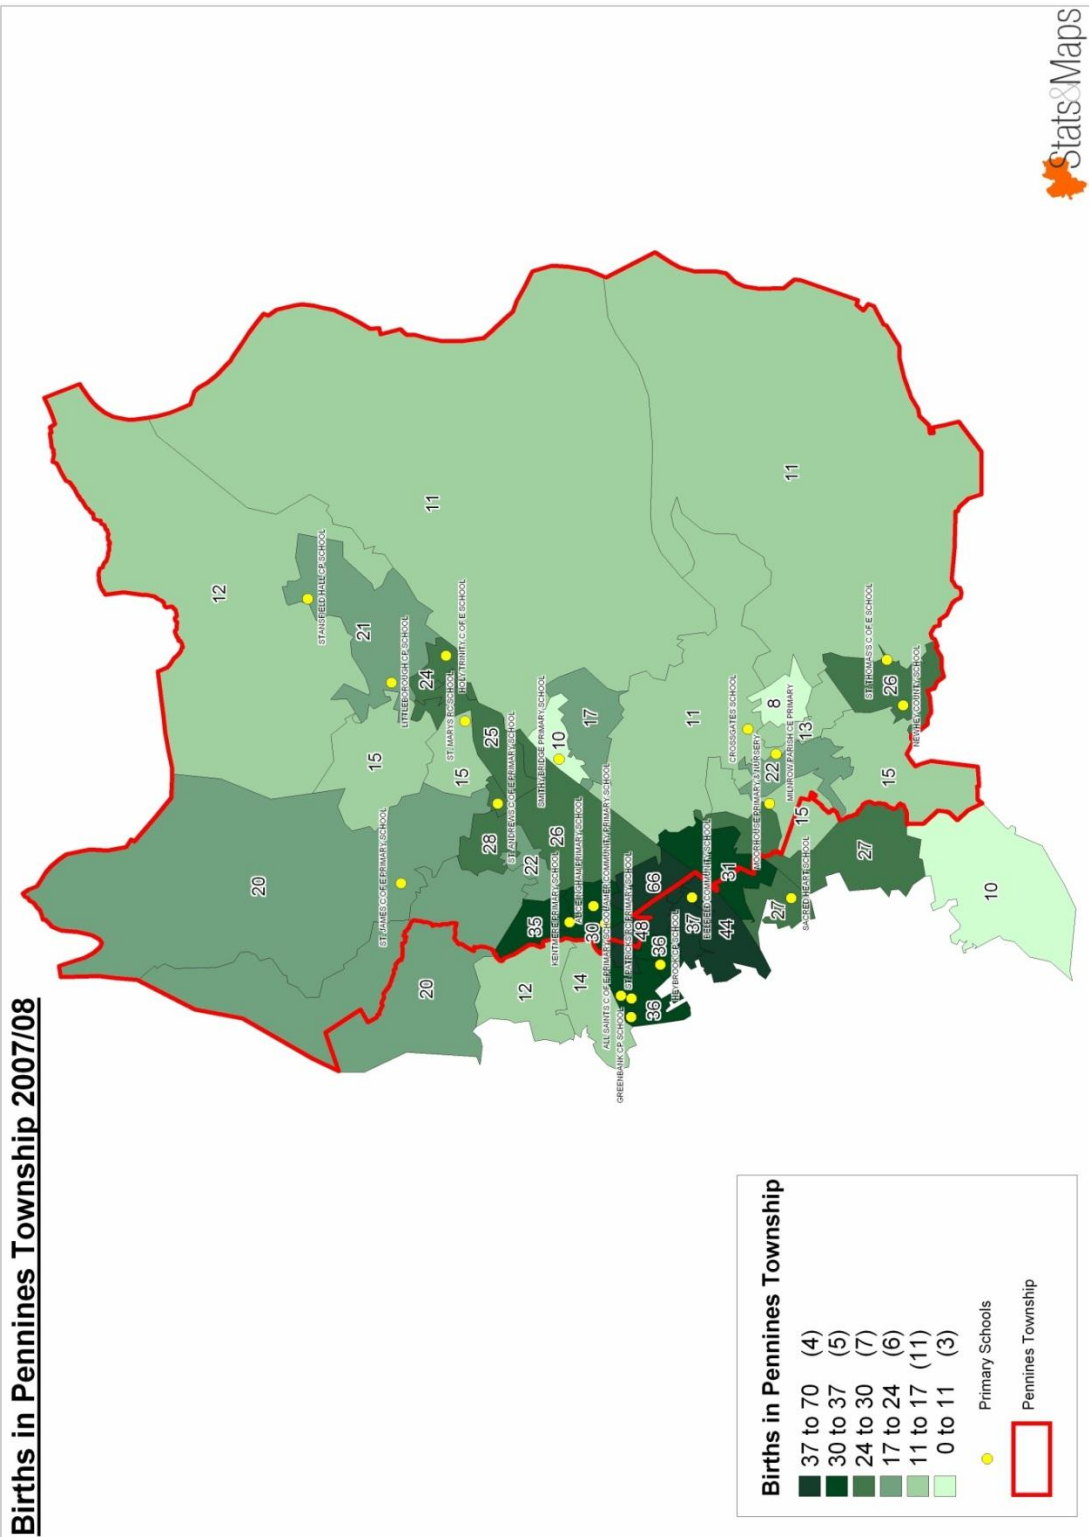 Births in Pennines Township 2007/08
20
20
12
STANSFIELD HALL CP SCHOOL
21
LITTLEBOROUGH CP SCHOOL
11
24
HOLY TRINITY C OF E SCHOOL
ST. MARYS RC SCHOOL
15
15
25
ST JAMES C OF E PRIMARY SCHOOL
28
ST. ANDREWS C OF E PRIMARY SCHOOL
22
SMITHY BRIDGE PRIMARY SCHOOL
10
17
26
35
KENTMERE PRIMARY SCHOOL
ALICE INGHAM PRIMARY SCHOOL
HAMER COMMUNITY PRIMARY SCHOOL
30
12
14
ALL SAINTS C OF E PRIMARY SCHOOL
GREENBANK CP SCHOOL
ST. PATRICKS RC PRIMARY SCHOOL
48
66
36
36
HEYBROOK CP SCHOOL
37
BELFIELD COMMUNITY SCHOOL
44
31
11
11
CROSSGATES SCHOOL
8
MOORHOUSE PRIMARY & NURSERY
22
MILNROW PARISH CE PRIMARY
13
15
SACRED HEART SCHOOL
27
27
15
ST THOMAS'S C OF E SCHOOL
26
NEWHEY COUNTY SCHOOL
10
Births in Pennines Township
37 to 70 (4)
30 to 37 (5)
24 to 30 (7)
17 to 24 (6)
11 to 17 (11)
0 to 11 (3)
Primary Schools
Pennines Township
Stats&Maps